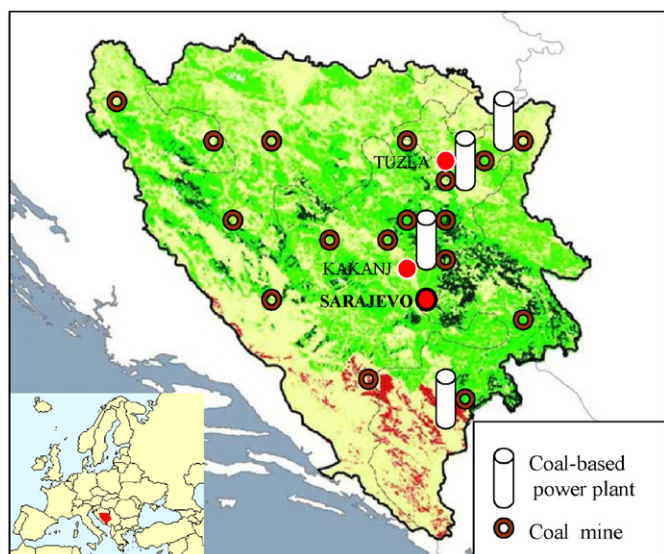 TUZLA
KAKANJ
SARAJEVO
Coal-based
power plant
Coal mine